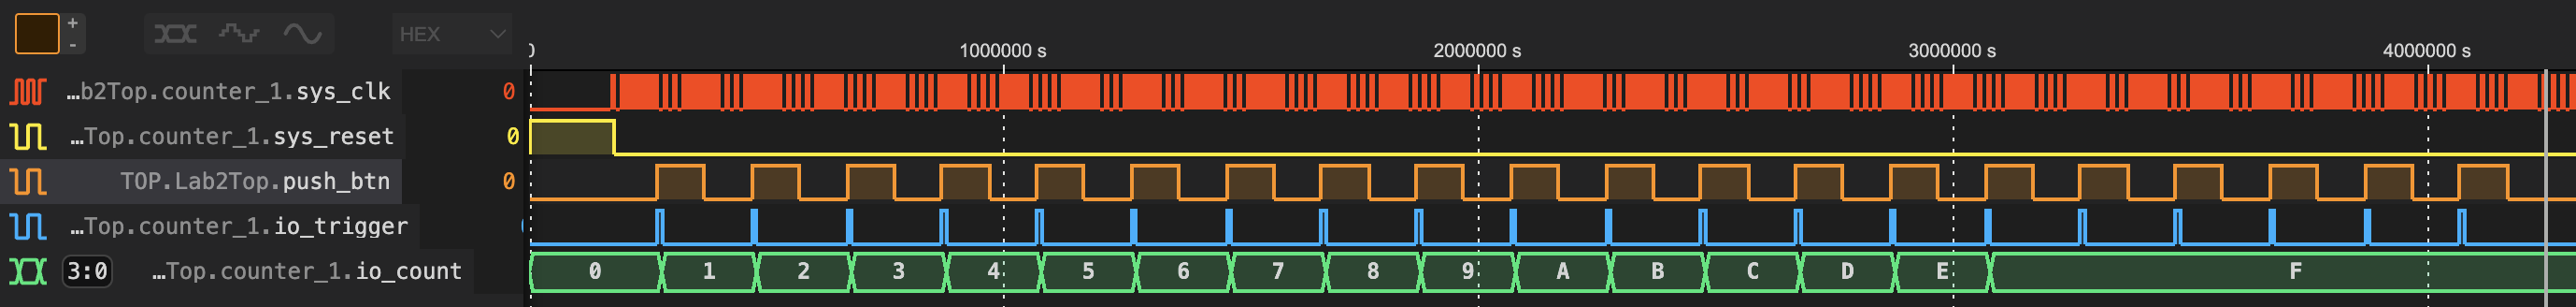 +
-
HEX
0 1000000 s 2000000 s 3000000 s 4000000 s
…b2Top.counter_1.sys_clk 0
…Top.counter_1.sys_reset 0
TOP.Lab2Top.push_btn 0
…Top.counter_1.io_trigger
3:0 …Top.counter_1.io_count 0 1 2 3 4 5 6 7 8 9 A B C D E F